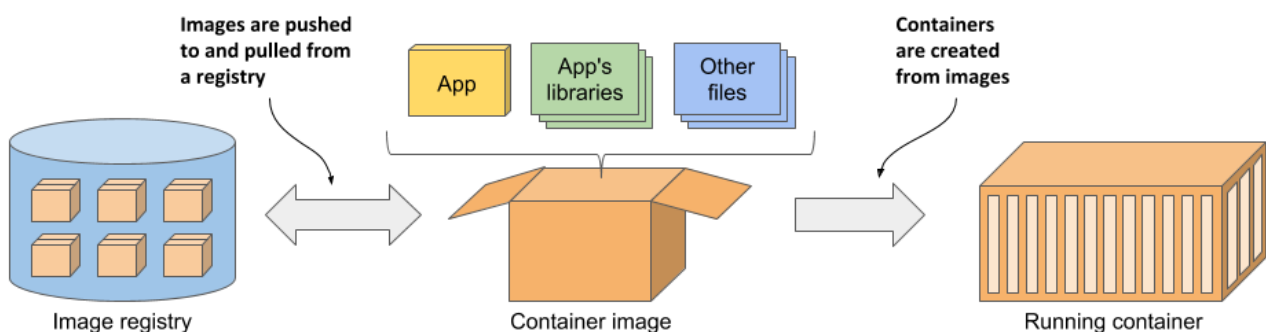 Images are pushed
to and pulled from
a registry
App
App's
libraries
Other
files
Containers
are created
from images
Image registry
Container image
Running container